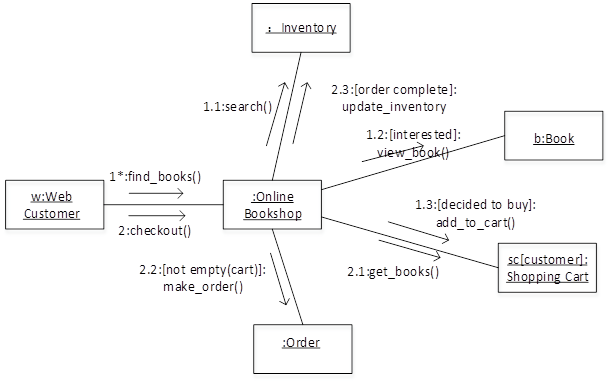 : Inventory
2.3:[order complete]:
update_inventory
1.1:search()
1.2:[interested]:
view_book()
b:Book
1*:find_books()
w:Web
Customer
:Online
Bookshop
2:checkout()
1.3:[decided to buy]:
add_to_cart()
2.2:[not empty(cart)]:
make_order()
2.1:get_books()
sc[customer]:
Shopping Cart
:Order